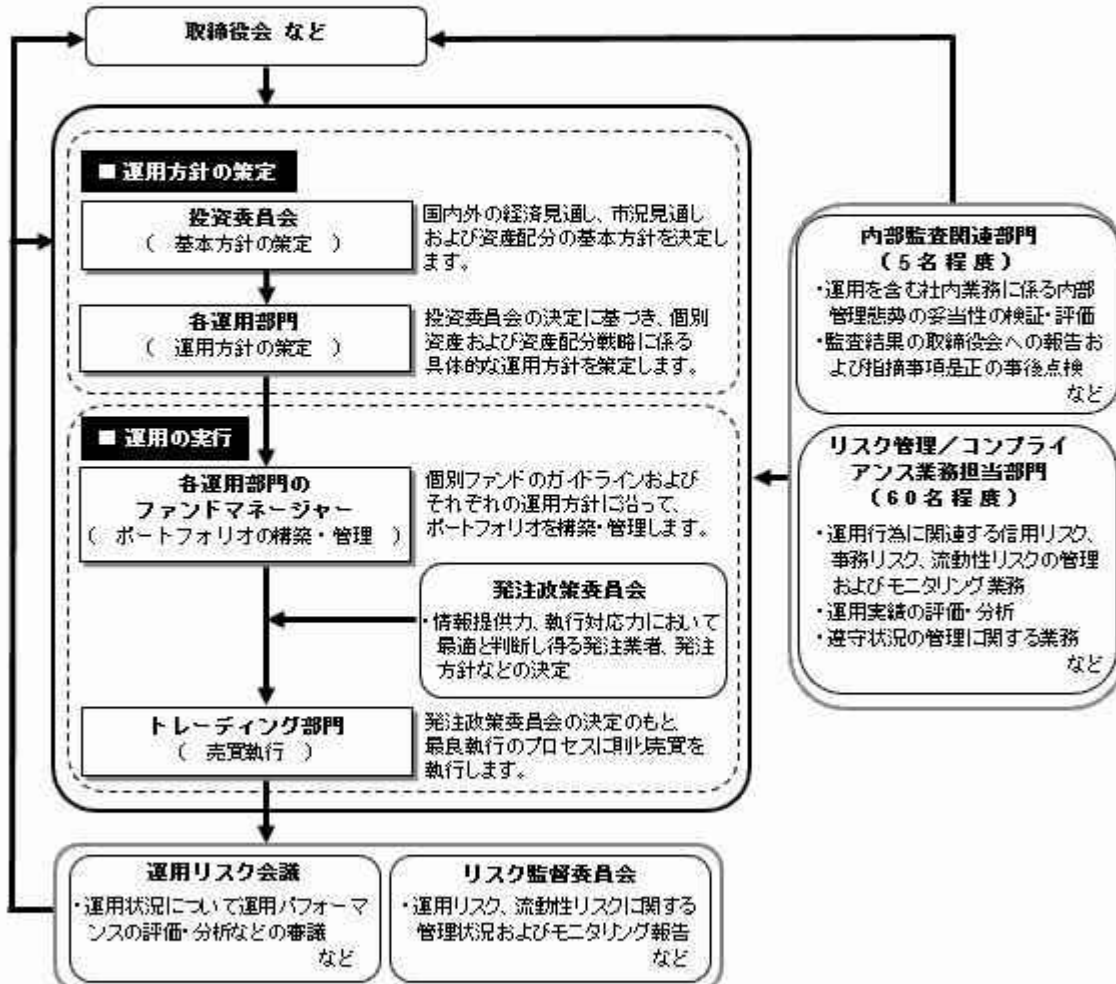 取締役会 など
■ 運用方針の策定
投資委員会
( 基本方針の策定 )
国内外の経済見通し、市況見通し
および資産配分の基本方針を決定し
ます。
各運用部門
( 運用方針の策定 )
投資委員会の決定に基づき、個別
資産および資産配分戦略に係る
具体的な運用方針を策定します。
■ 運用の実行
各運用部門の
ファンドマネージャー
( ポートフォリオの構築・管理 )
個別ファンドのガイドラインおよび
それぞれの運用方針に沿って、
ポートフォリオを構築・管理します。
発注政策委員会
・情報提供力、執行対応力において
最適と判断し得る発注業者、発注
方針などの決定
トレーディング部門
( 売買執行 )
発注政策委員会の決定のもと、
最良執行のプロセスに則り売買を
執行します。
内部監査関連部門
(5名程度)
・運用を含む社内業務に係る内部
管理態勢の妥当性の検証・評価
・監査結果の取締役会への報告お
よび指摘事項是正の事後点検
など
リスク管理/コンプライ
アンス業務担当部門
(60名程度)
・運用行為に関連する信用リスク、
事務リスク、流動性リスクの管理
およびモニタリング業務
・運用実績の評価・分析
・遵守状況の管理に関する業務
など
運用リスク会議
・運用状況について運用パフォーマ
ンスの評価・分析などの審議
など
リスク監督委員会
・運用リスク、流動性リスクに関する
管理状況およびモニタリング報告
など